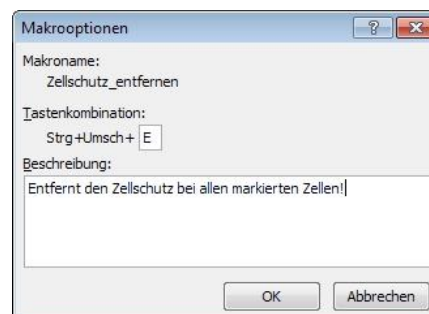 Makrooptionen
Makroname:
Zellschutz_entfernen
Tastenkombination:
Strg+Umsch+ E
Beschreibung:
Entfernt den Zellschutz bei allen markierten Zellen!
OK Abbrechen